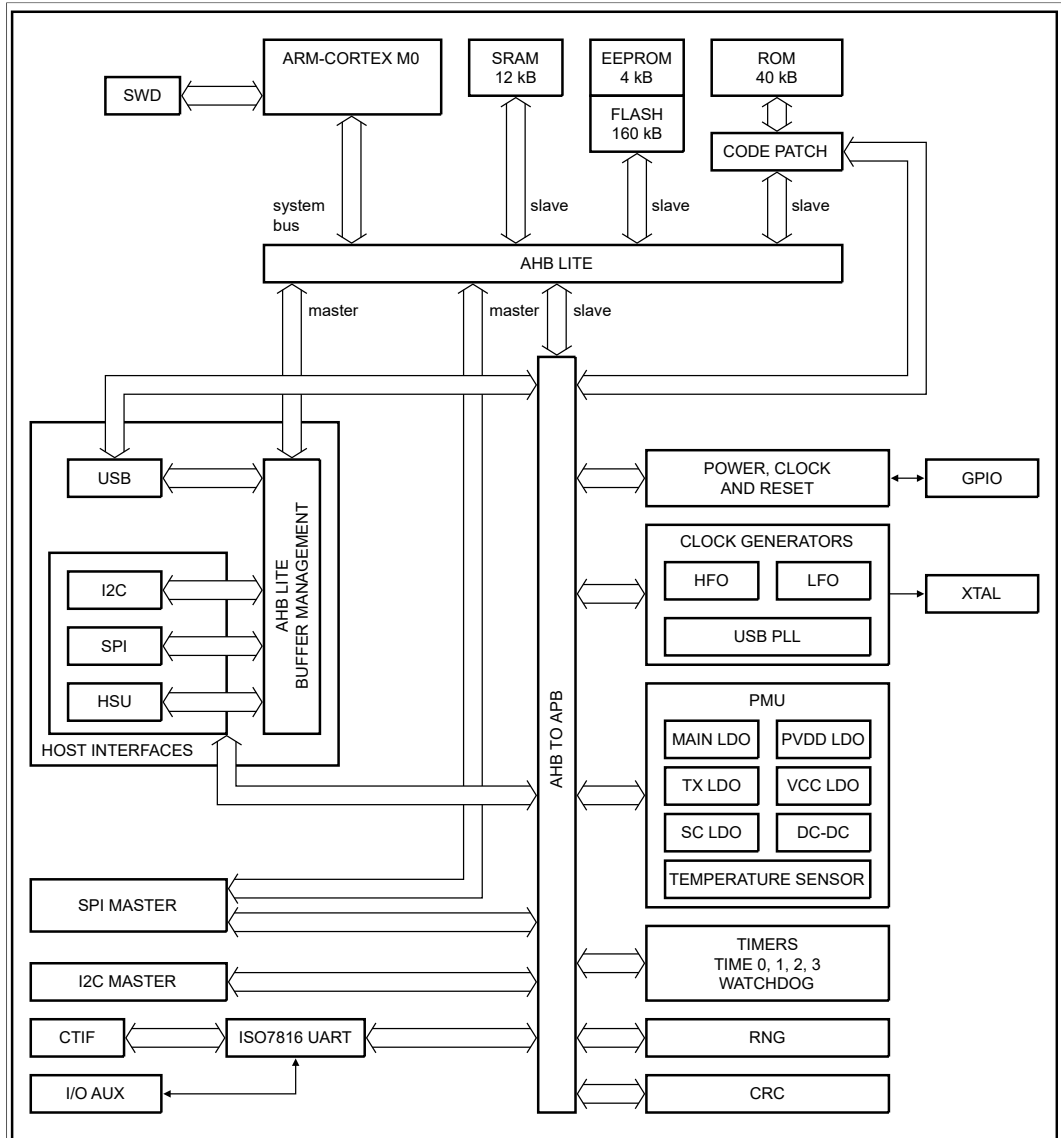 ARM-CORTEX M0
SRAM
12 kB
EEPROM
4 kB
ROM
40 kB
SWD
FLASH
160 kB
CODE PATCH
system
bus
slave
slave
slave
AHB LITE
master
master
slave
USB
AHB LITE
BUFFER MANAGEMENT
I2C
SPI
HSU
HOST INTERFACES
AHB TO APB
POWER, CLOCK
AND RESET
GPIO
CLOCK GENERATORS
HFO
LFO
USB PLL
XTAL
PMU
MAIN LDO
PVDD LDO
TX LDO
VCC LDO
SC LDO
DC-DC
TEMPERATURE SENSOR
SPI MASTER
I2C MASTER
TIMERS
TIME 0, 1, 2, 3
WATCHDOG
CTIF
ISO7816 UART
RNG
I/O AUX
CRC